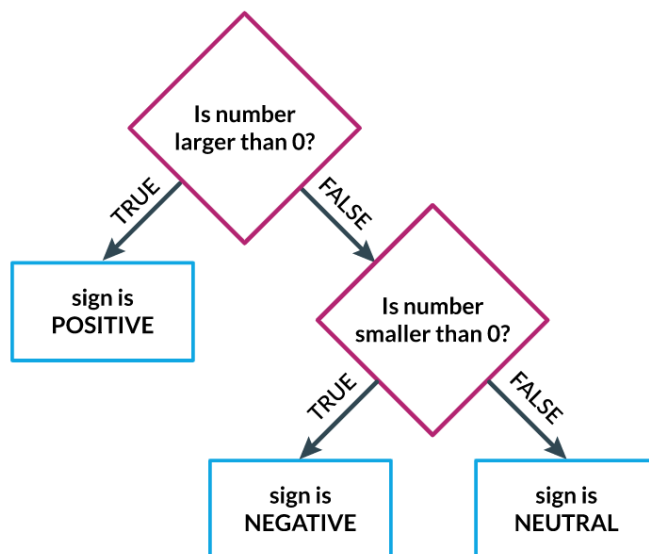 Is number
larger than 0?
TRUE
FALSE
sign is
POSITIVE
Is number
smaller than 0?
TRUE
FALSE
sign is
NEGATIVE
sign is
NEUTRAL